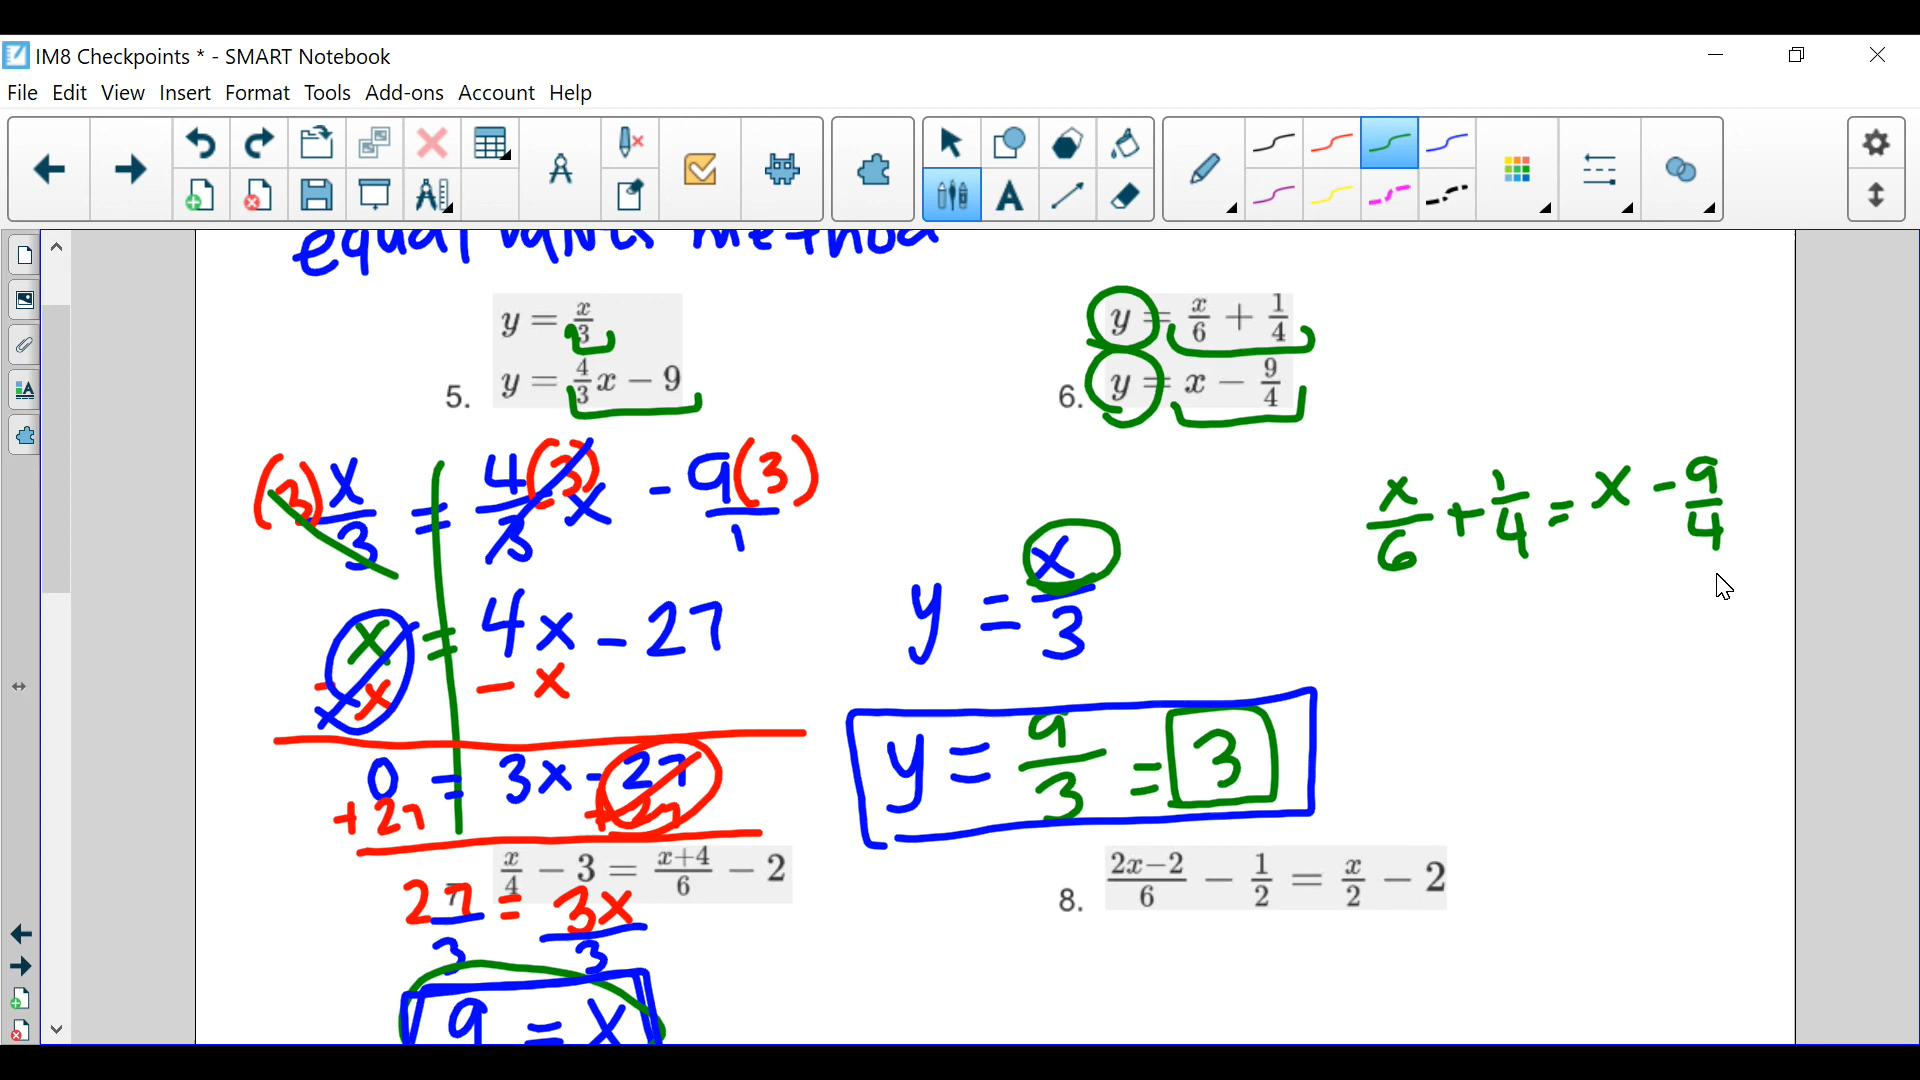 IM8 Checkpoints * - SMART Notebook
File Edit View Insert Format Tools Add-ons Account Help
equal values method
5.
y = x/3
y = 4/3 x − 9
6.
y = x/6 + 1/4
y = x − 9/4
(3) x/3 = 4(3)/3 x - 9(3)/1
x = 4x - 27
- x - x
0 = 3x - 27
+27 +27
27/3 = 3x/3
9 = x
y = x/3
y = 9/3 = 3
x/6 + 1/4 = x - 9/4
7. x/4 − 3 = x+4/6 − 2
8. 2x−2/6 − 1/2 = x/2 − 2